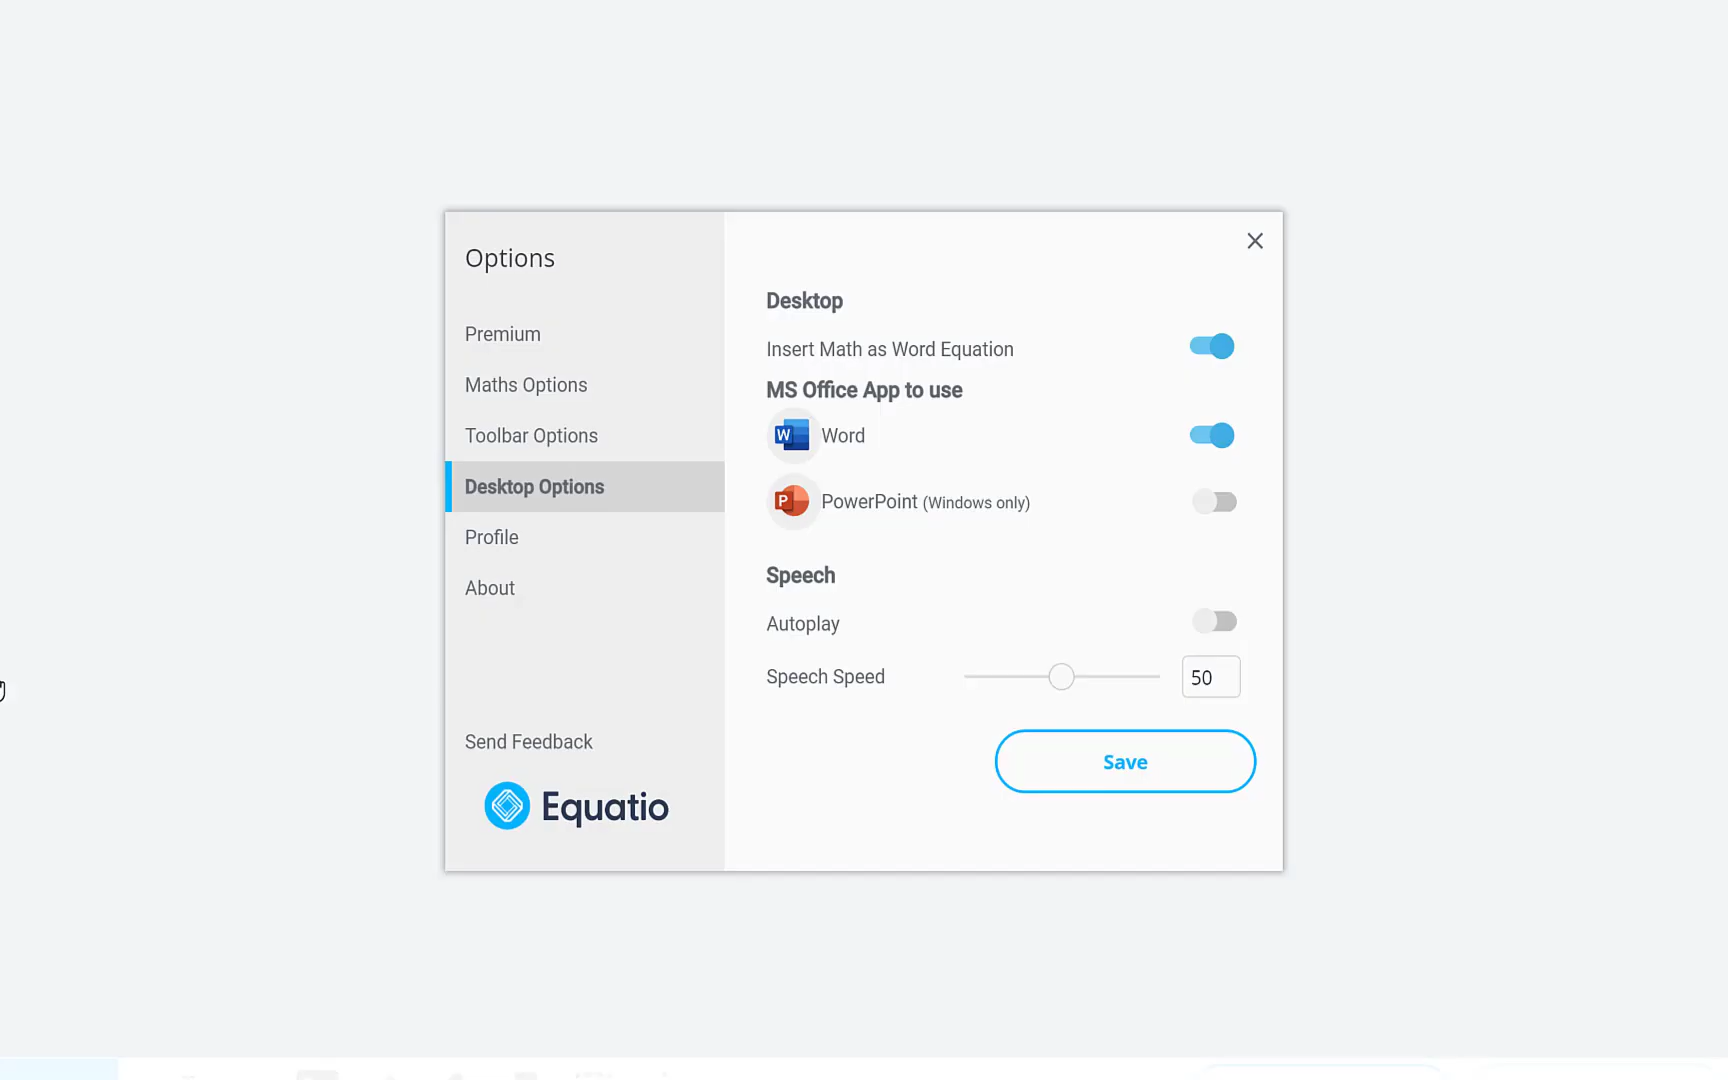 Options
Premium
Maths Options
Toolbar Options
Desktop Options
Profile
About
Send Feedback
Equatio
Desktop
Insert Math as Word Equation
MS Office App to use
W Word
P PowerPoint (Windows only)
Speech
Autoplay
Speech Speed 50
Save